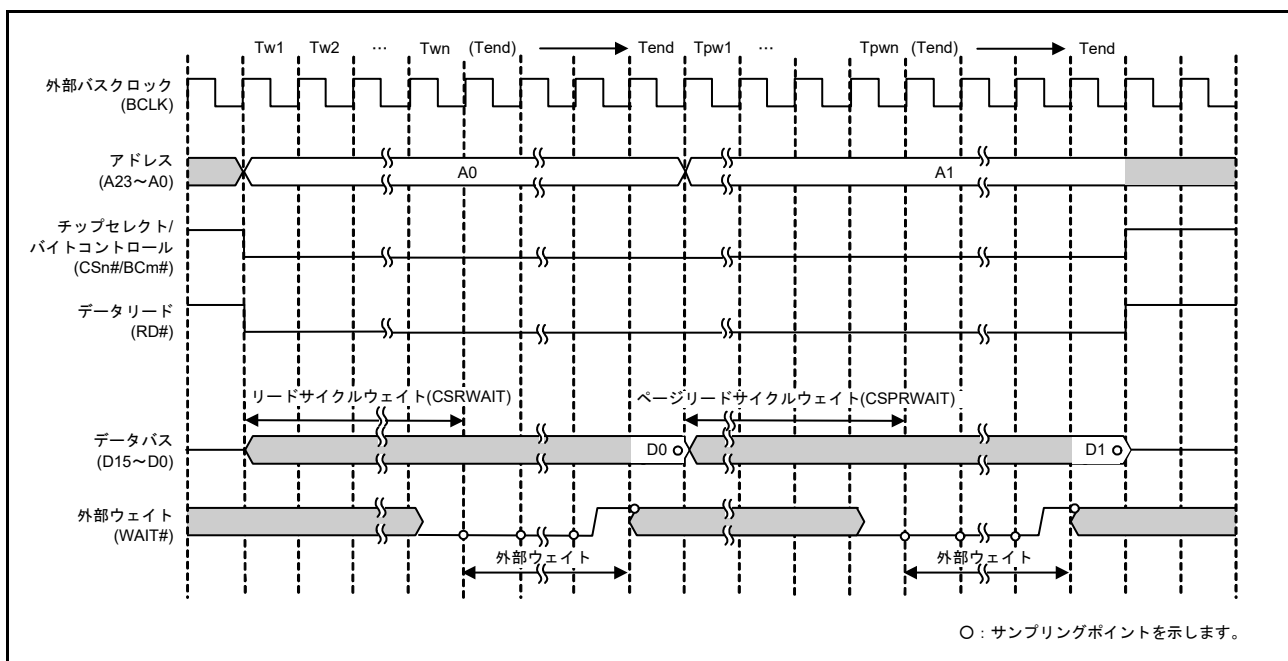 Tw1 Tw2 … Twn (Tend) Tend Tpw1 … Tpwn (Tend) Tend
外部バスクロック
(BCLK)
アドレス
(A23～A0)
A0
A1
チップセレクト/
バイトコントロール
(CSn#/BCm#)
データリード
(RD#)
リードサイクルウェイト(CSRWAIT)
ページリードサイクルウェイト(CSPRWAIT)
データバス
(D15～D0)
D0
D1
外部ウェイト
(WAIT#)
外部ウェイト
外部ウェイト
○：サンプリングポイントを示します。